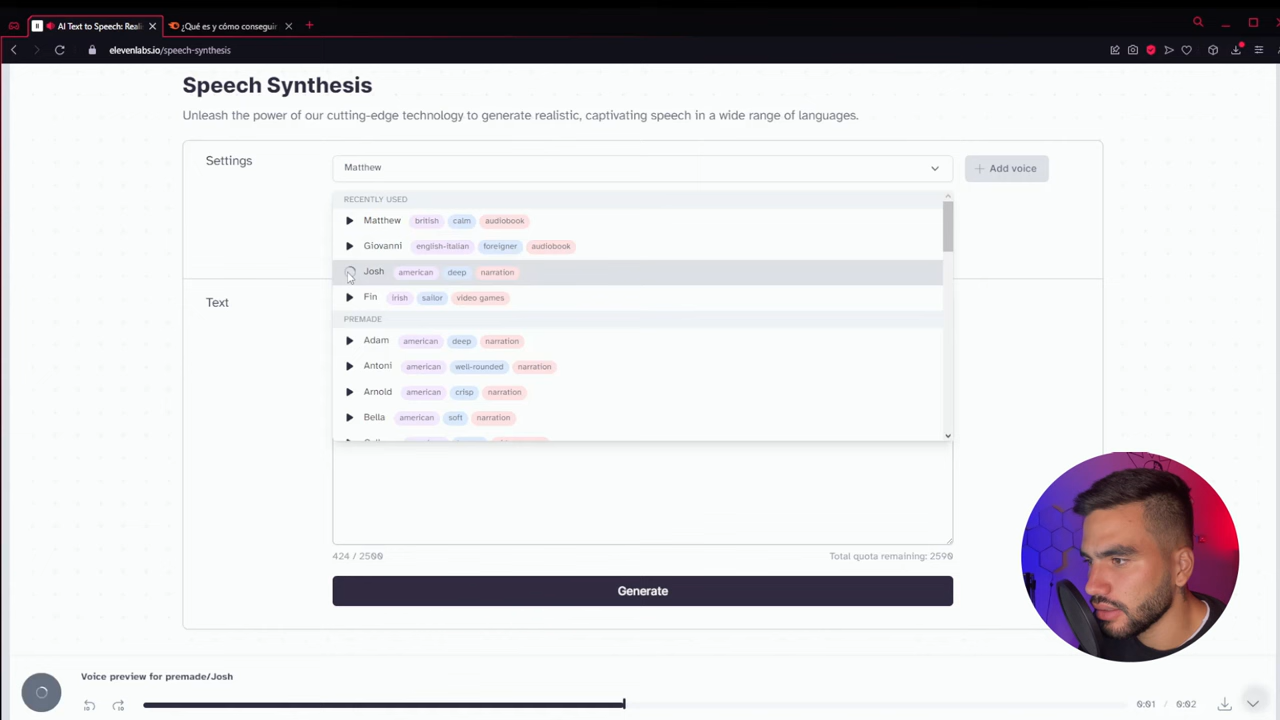 AI Text to Speech: Reali
¿Qué es y cómo conseguir
elevenlabs.io/speech-synthesis
Speech Synthesis
Unleash the power of our cutting-edge technology to generate realistic, captivating speech in a wide range of languages.
Settings
Matthew
Add voice
RECENTLY USED
Matthew british calm audiobook
Giovanni english-italian foreigner audiobook
Josh american deep narration
Text
Fin irish sailor video games
PREMADE
Adam american deep narration
Antoni american well-rounded narration
Arnold american crisp narration
Bella american soft narration
424 / 2500
Total quota remaining: 2590
Generate
Voice preview for premade/Josh
0:01 / 0:02